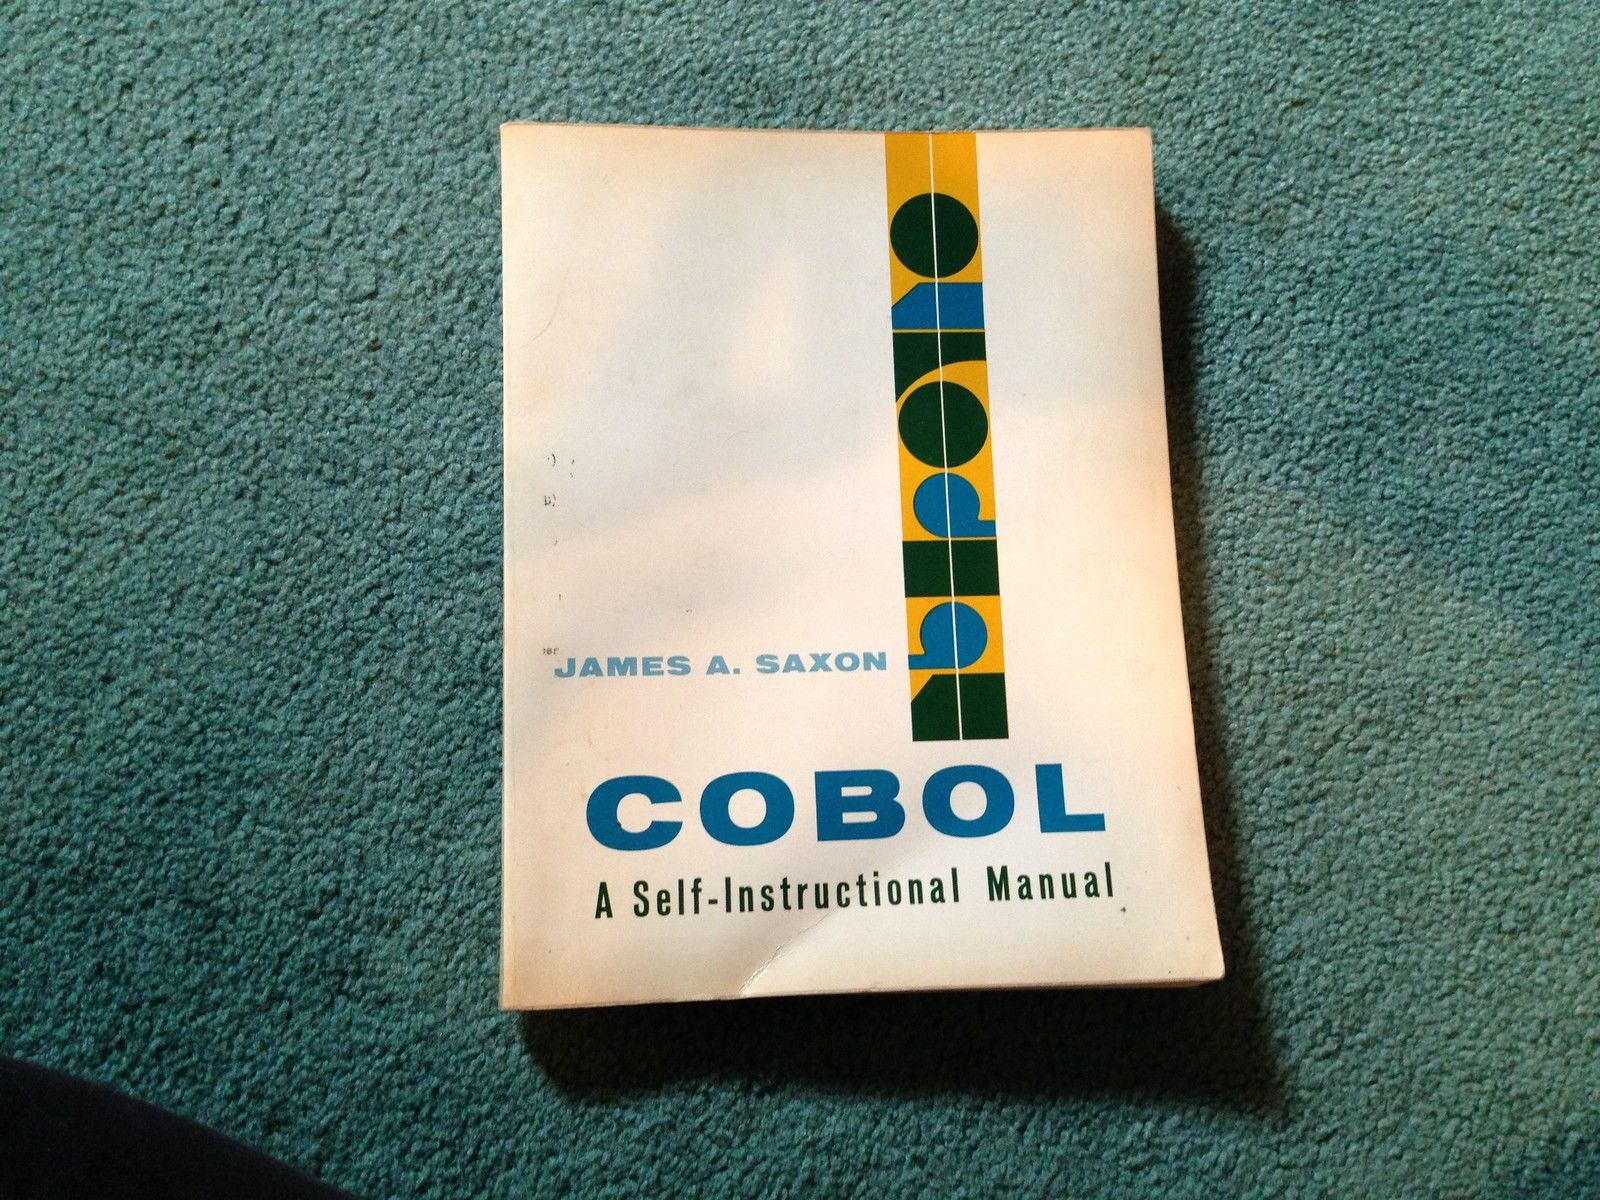 JAMES A. SAXON
COBOL
A Self-Instructional Manual